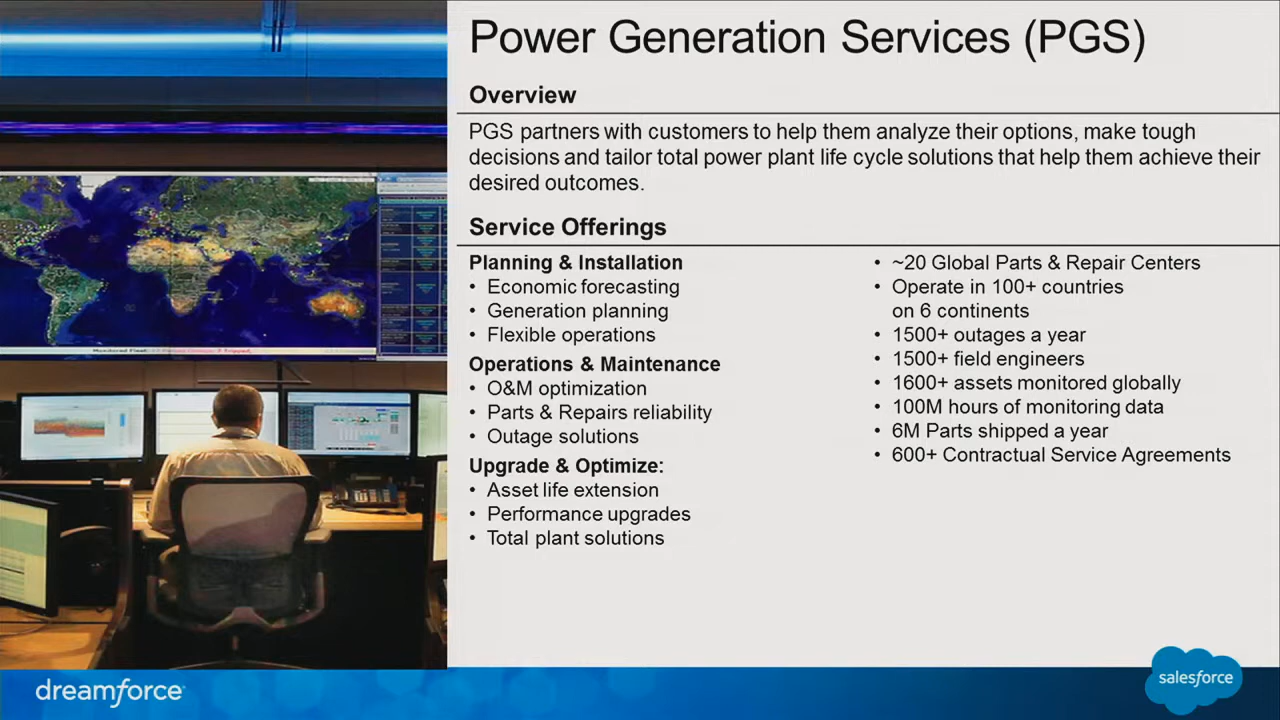 Power Generation Services (PGS)
Overview
PGS partners with customers to help them analyze their options, make tough
decisions and tailor total power plant life cycle solutions that help them achieve their
desired outcomes.
Service Offerings
Planning & Installation
• Economic forecasting
• Generation planning
• Flexible operations
Operations & Maintenance
• O&M optimization
• Parts & Repairs reliability
• Outage solutions
Upgrade & Optimize:
• Asset life extension
• Performance upgrades
• Total plant solutions
• ~20 Global Parts & Repair Centers
• Operate in 100+ countries
on 6 continents
• 1500+ outages a year
• 1500+ field engineers
• 1600+ assets monitored globally
• 100M hours of monitoring data
• 6M Parts shipped a year
• 600+ Contractual Service Agreements
dreamforce
salesforce